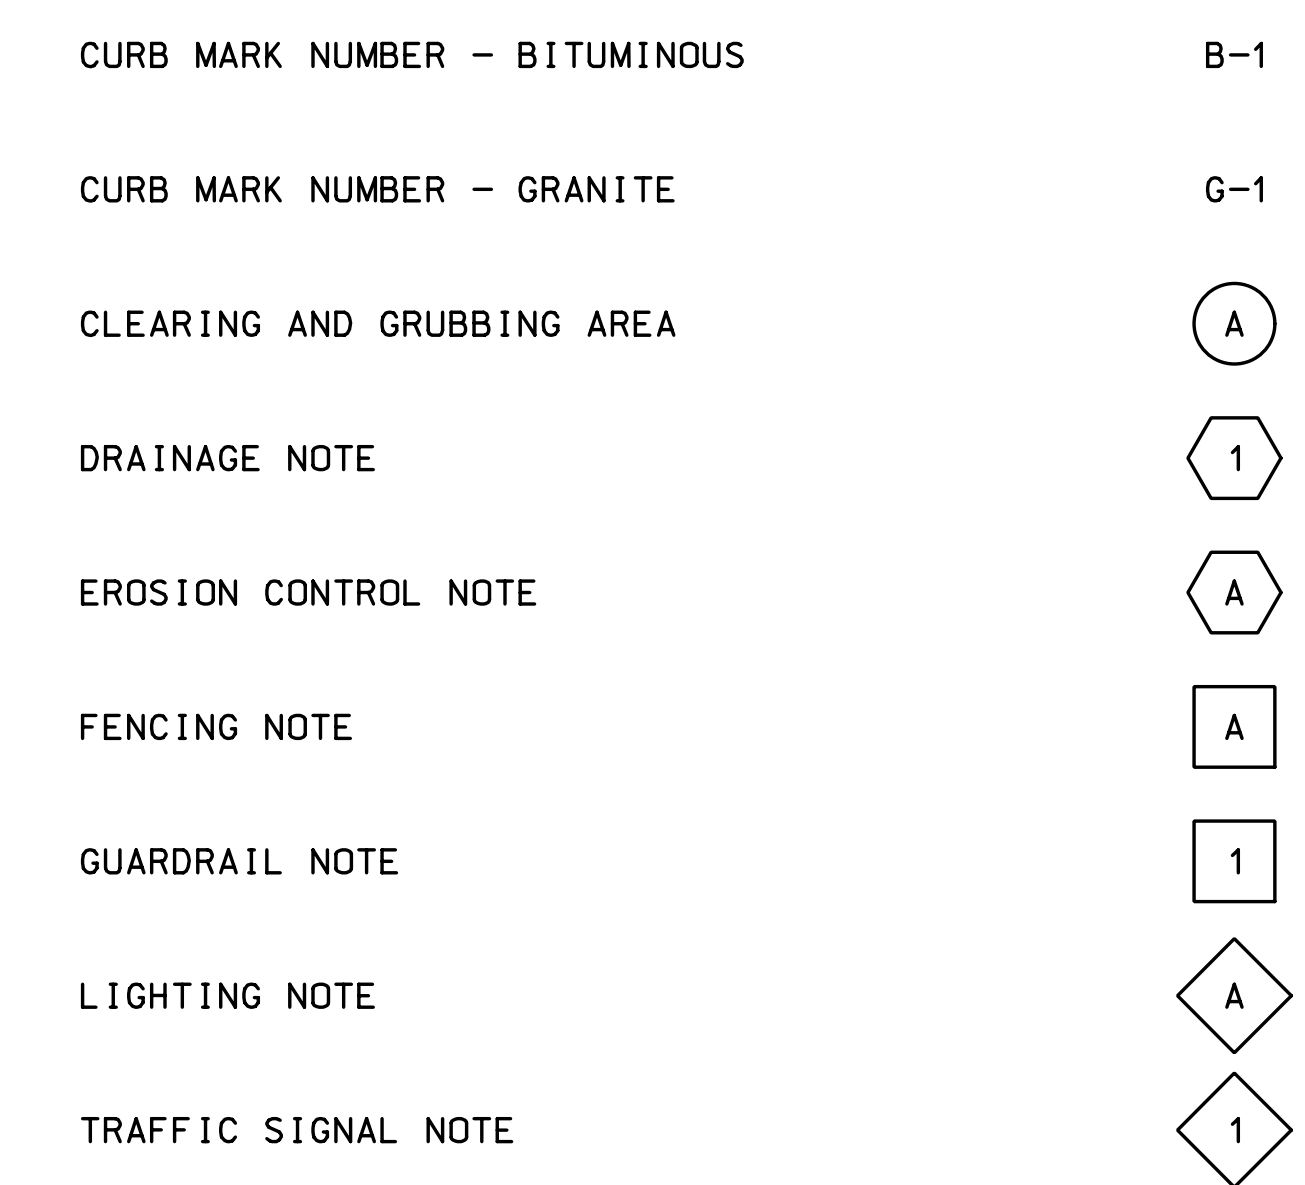 CURB MARK NUMBER - BITUMINOUS B-1
CURB MARK NUMBER - GRANITE G-1
CLEARING AND GRUBBING AREA A
DRAINAGE NOTE 1
EROSION CONTROL NOTE A
FENCING NOTE A
GUARDRAIL NOTE 1
LIGHTING NOTE A
TRAFFIC SIGNAL NOTE 1